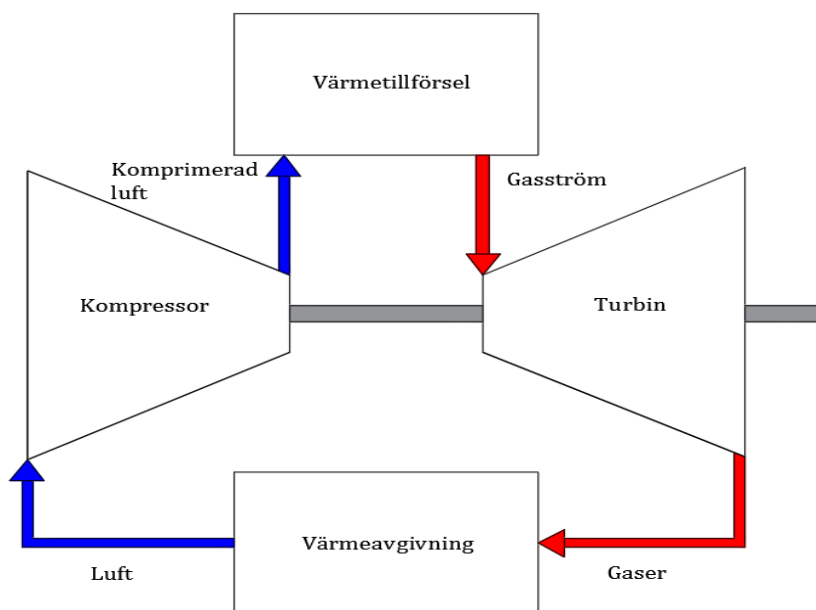 Värmetillförsel
Komprimerad
luft
Gasström
Kompressor
Turbin
Värmeavgivning
Luft
Gaser